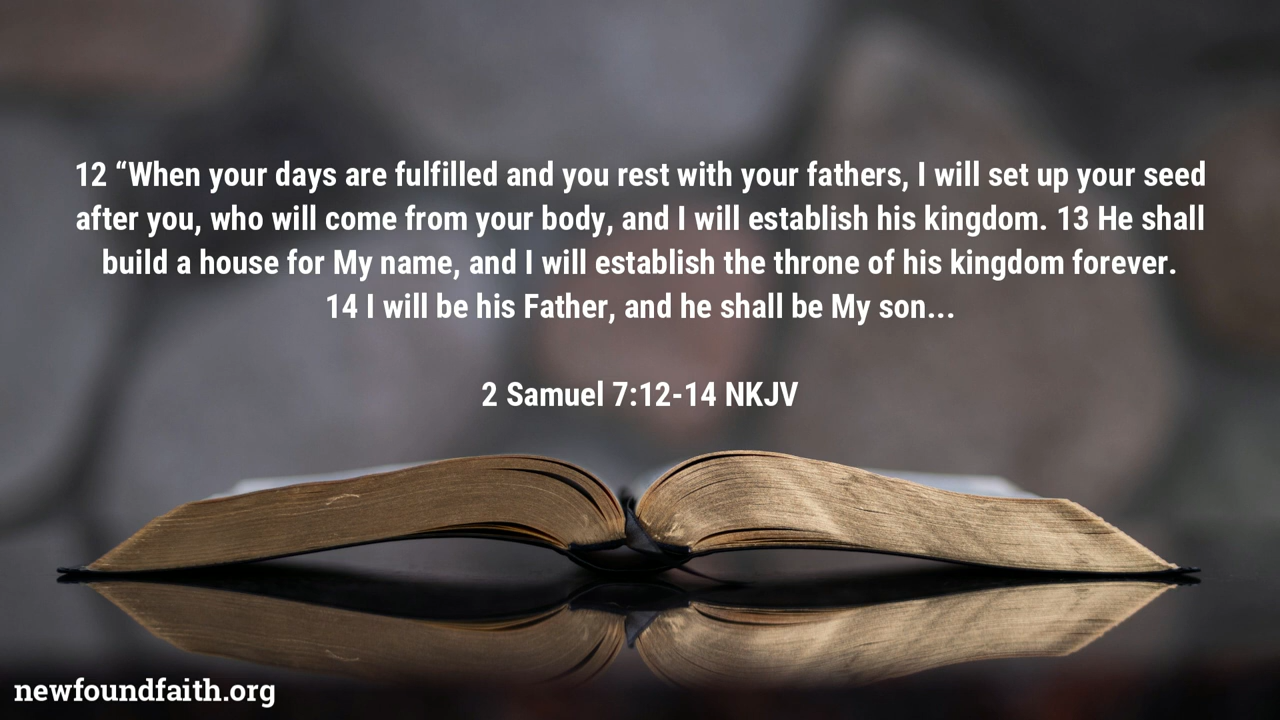 12 “When your days are fulfilled and you rest with your fathers, I will set up your seed
after you, who will come from your body, and I will establish his kingdom. 13 He shall
build a house for My name, and I will establish the throne of his kingdom forever.
14 I will be his Father, and he shall be My son...
2 Samuel 7:12-14 NKJV
newfoundfaith.org